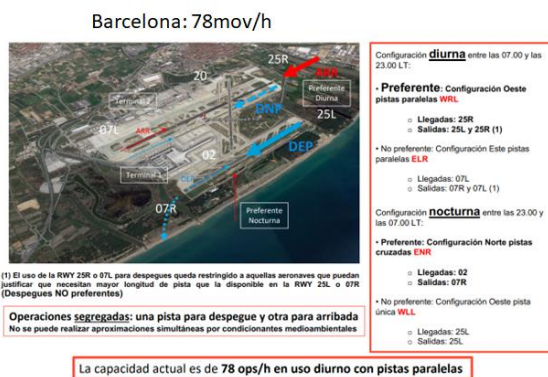 Barcelona: 78mov/h
25R
ARR
20
Preferente
Diurna
Terminal 2
DNP
25L
07L
ARR
02
DEP
Terminal 1
DEP
07R
Preferente
Nocturna
(1) El uso de la RWY 25R o 07L para despegues queda restringido a aquellas aeronaves que puedan
justificar que necesitan mayor longitud de pista que la disponible en la RWY 25L o 07R
(Despegues NO preferentes)
Operaciones segregadas: una pista para despegue y otra para arribada
No se puede realizar aproximaciones simultáneas por condicionantes medioambientales
Configuración diurna entre las 07.00 y las
23.00 LT:
• Preferente: Configuración Oeste
pistas paralelas WRL
o Llegadas: 25R
o Salidas: 25L y 25R (1)
• No preferente: Configuración Este pistas
paralelas ELR
o Llegadas: 07L
o Salidas: 07R y 07L (1)
Configuración nocturna entre las 23.00 y
las 07.00 LT:
• Preferente: Configuración Norte pistas
cruzadas ENR
o Llegadas: 02
o Salidas: 07R
• No preferente: Configuración Oeste pista
única WLL
o Llegadas: 25L
o Salidas: 25L
La capacidad actual es de 78 ops/h en uso diurno con pistas paralelas